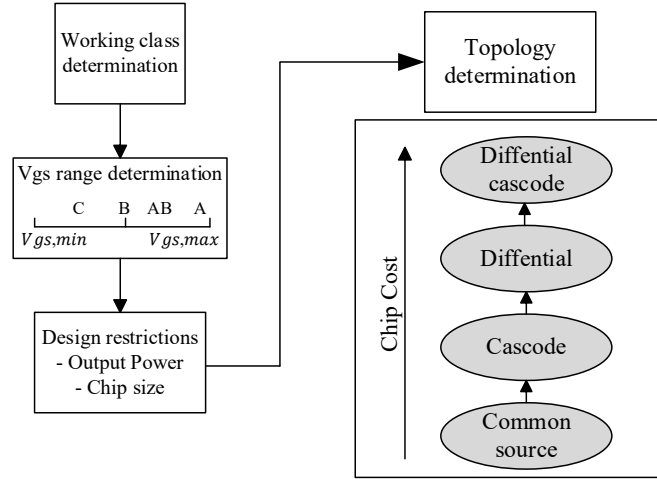 Working class
determination
Vgs range determination
C B AB A
Vgs,min Vgs,max
Design restrictions
- Output Power
- Chip size
Topology
determination
Chip Cost
Diffential
cascode
Differential
Cascode
Common
source